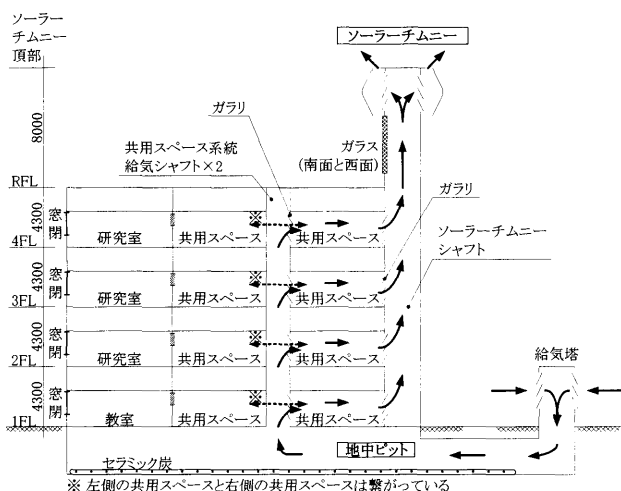 ソーラー
チムニー
頂部
ソーラーチムニー
ガラリ
8000
共用スペース系統
給気シャフト×2
ガラス
(南面と西面)
RFL
ガラリ
4300
窓
閉
※
4FL
研究室
共用スペース
共用スペース
ソーラーチムニー
シャフト
4300
窓
閉
※
3FL
研究室
共用スペース
共用スペース
4300
窓
閉
※
2FL
研究室
共用スペース
共用スペース
給気塔
4300
窓
閉
※
1FL
教室
共用スペース
共用スペース
地中ピット
セラミック炭
※ 左側の共用スペースと右側の共用スペースは繋がっている